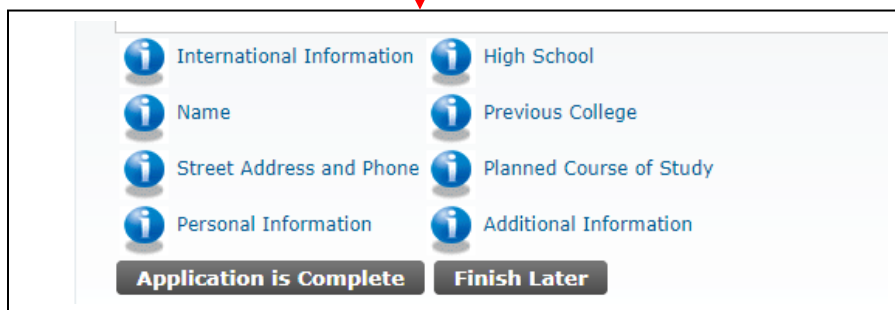 International Information High School
Name Previous College
Street Address and Phone Planned Course of Study
Personal Information Additional Information
Application is Complete Finish Later